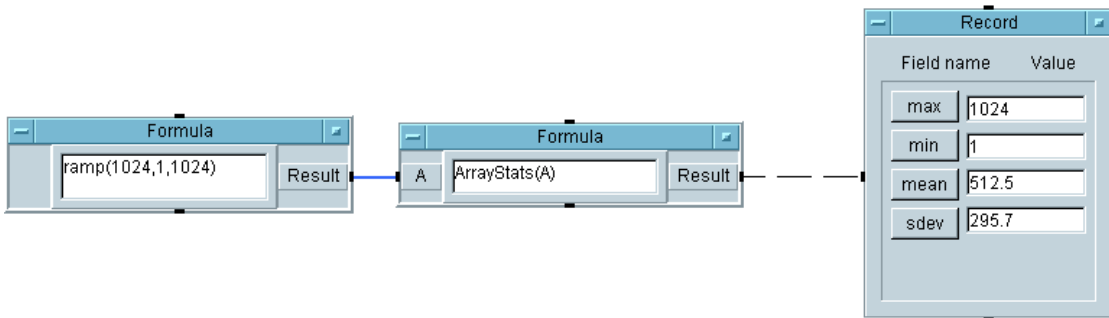 Formula
ramp(1024,1,1024)
Result
Formula
A
ArrayStats(A)
Result
Record
Field name Value
max 1024
min 1
mean 512.5
sdev 295.7